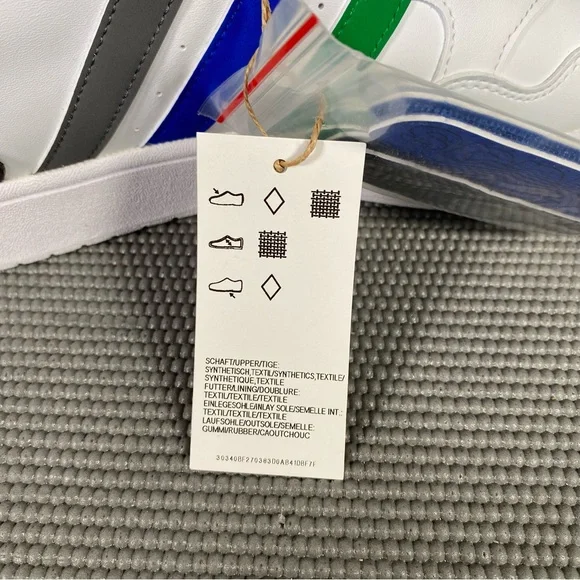 SCHAFT/UPPER/TIGE:
SYNTHETISCH,TEXTIL/SYNTHETICS,TEXTILE/
SYNTHETIQUE,TEXTILE
FUTTER/LINING/DOUBLURE:
TEXTIL/TEXTILE/TEXTILE
EINLEGESOHLE/INLAY SOLE/SEMELLE INT.:
TEXTIL/TEXTILE/TEXTILE
LAUFSOHLE/OUTSOLE/SEMELLE:
GUMMI/RUBBER/CAOUTCHOUC
30340BF27036300AB410BF7F